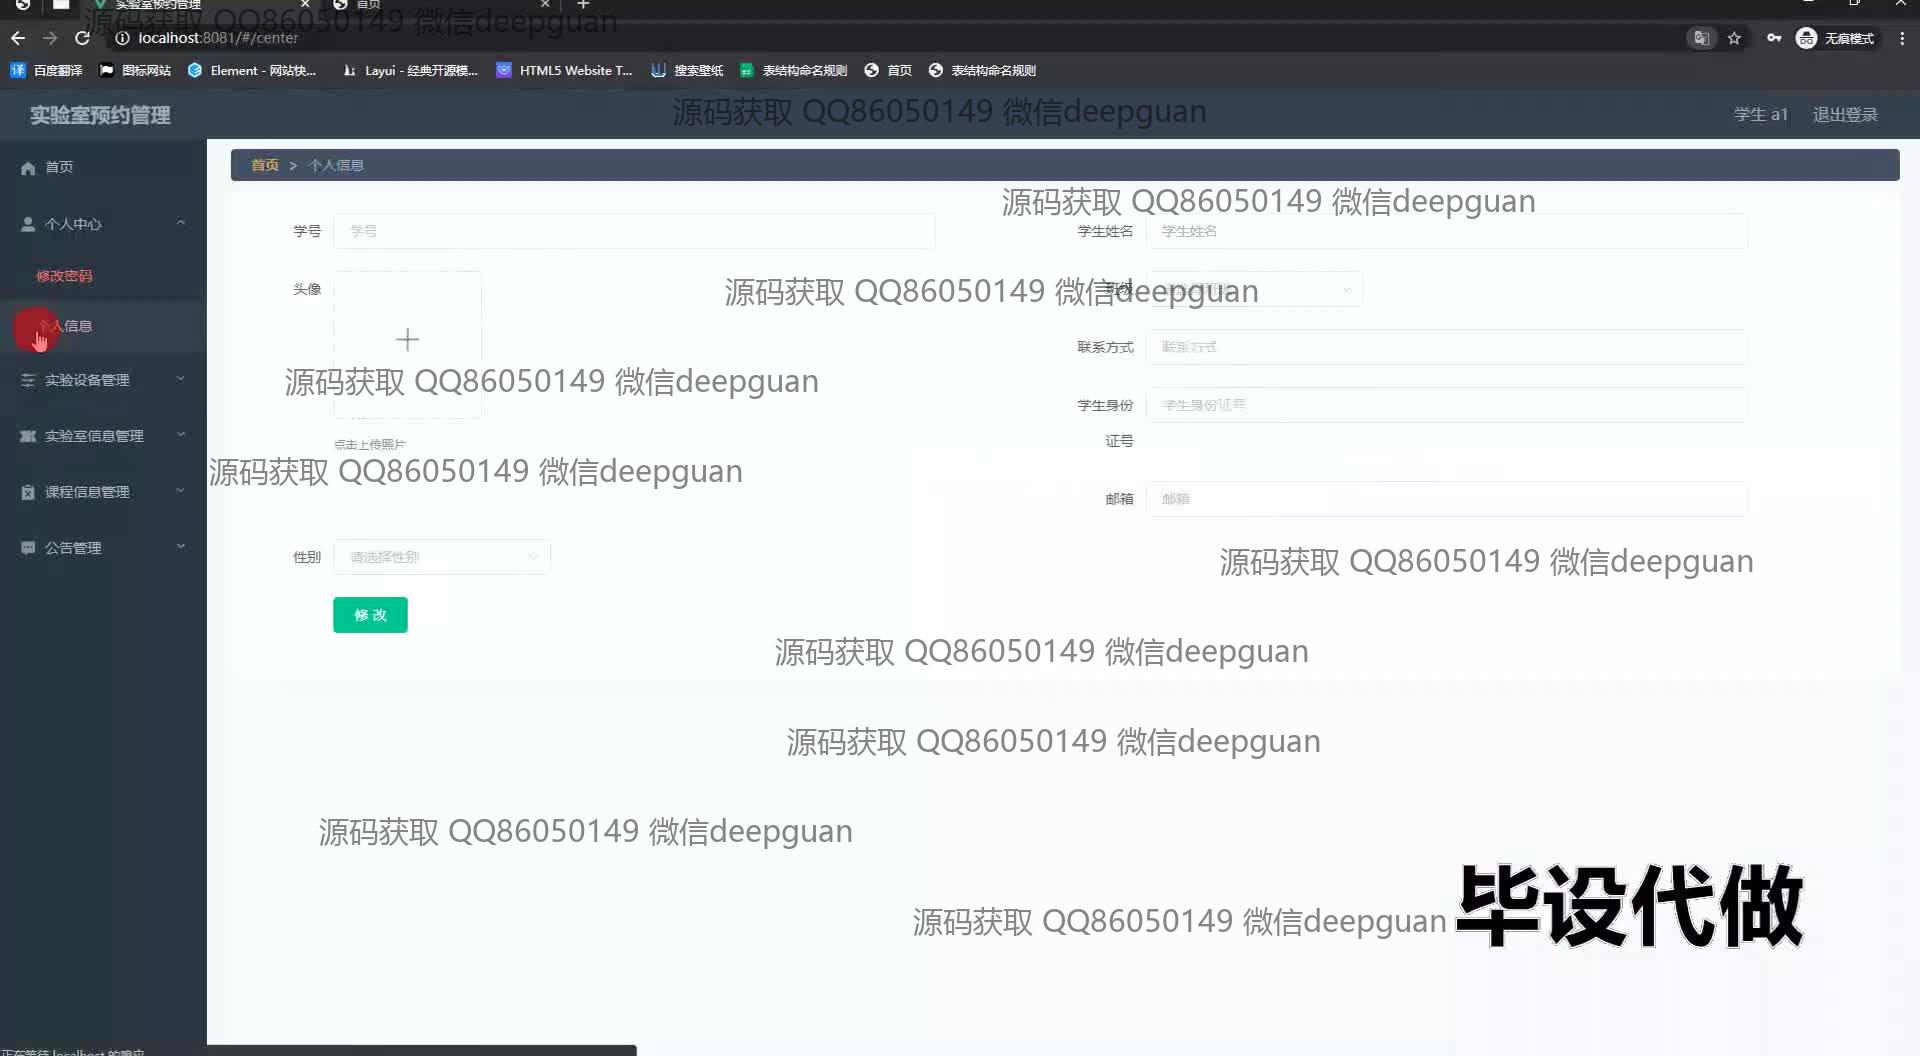 实验室预约管理
首页
源码获取 QQ86050149 微信deepguan
localhost:8081/#/center
无痕模式
百度翻译
图标网站
Element - 网站快...
Layui - 经典开源模...
HTML5 Website T...
搜索壁纸
表结构命名规则
首页
表结构命名规则
实验室预约管理
源码获取 QQ86050149 微信deepguan
学生 a1
退出登录
首页
首页 > 个人信息
源码获取 QQ86050149 微信deepguan
个人中心
学号
学号
学生姓名
学生姓名
修改密码
头像
源码获取 QQ86050149 微信deepguan
班级
个人信息
联系方式
联系方式
实验设备管理
源码获取 QQ86050149 微信deepguan
学生身份
证号
学生身份证号
实验室信息管理
点击上传照片
源码获取 QQ86050149 微信deepguan
课程信息管理
邮箱
邮箱
公告管理
性别
请选择性别
源码获取 QQ86050149 微信deepguan
修改
源码获取 QQ86050149 微信deepguan
源码获取 QQ86050149 微信deepguan
源码获取 QQ86050149 微信deepguan
源码获取 QQ86050149 微信deepguan
毕设代做
正在等待 localhost 的响应